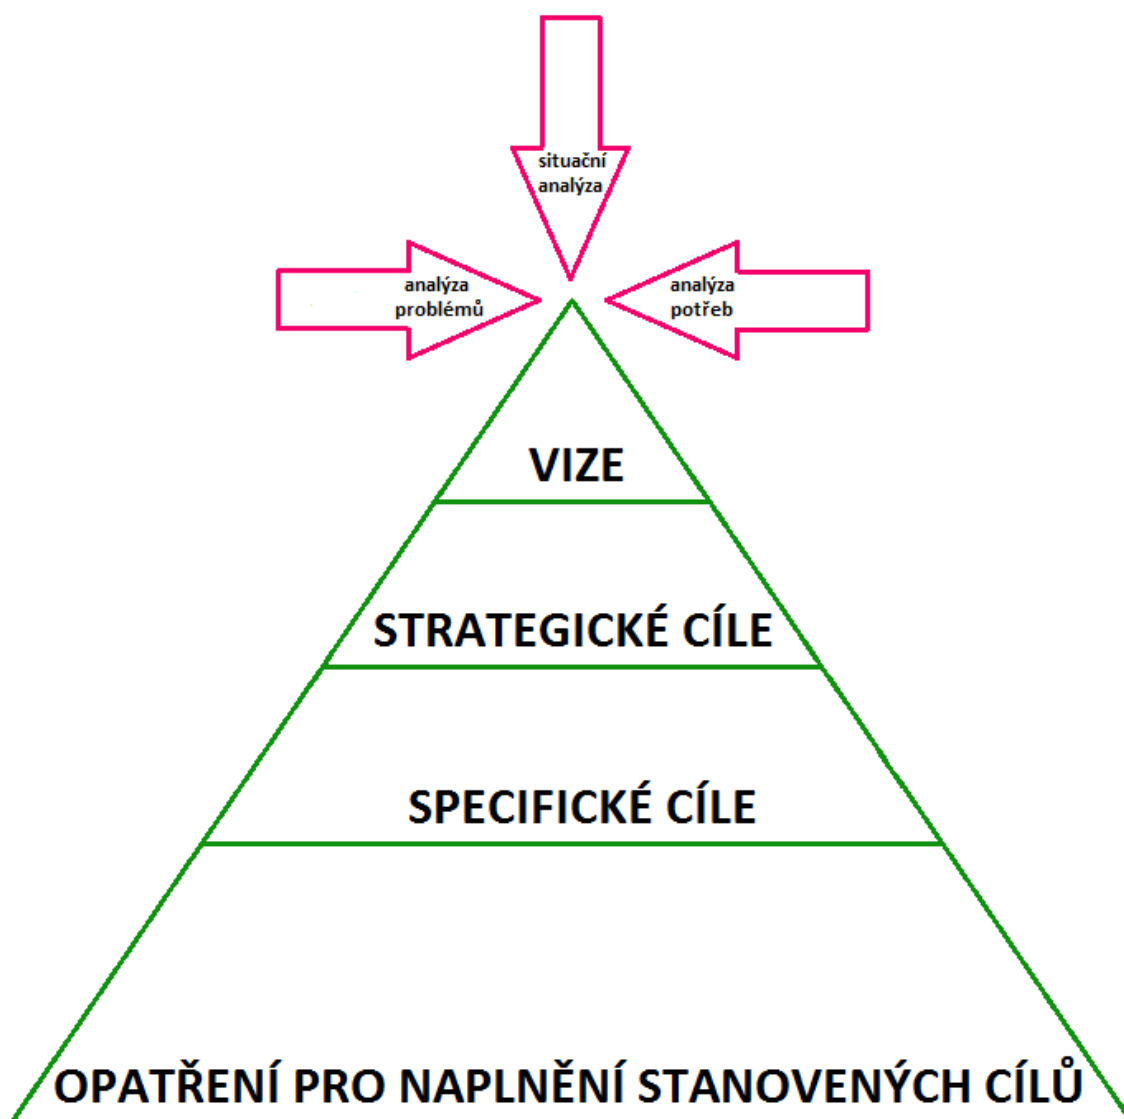 situační
analýza
analýza
problémů
analýza
potřeb
VIZE
STRATEGICKÉ CÍLE
SPECIFICKÉ CÍLE
OPATŘENÍ PRO NAPLNĚNÍ STANOVENÝCH CÍLŮ